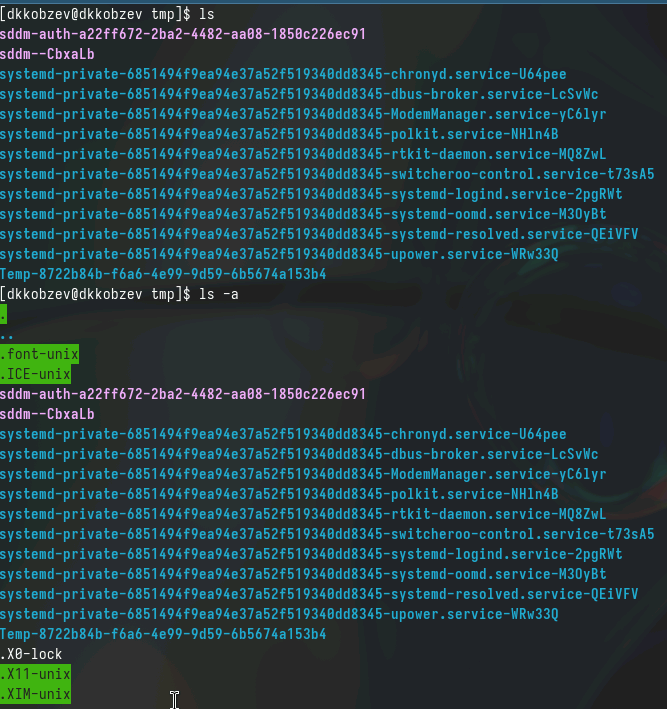 [dkkobzev@dkkobzev tmp]$ ls
sddm-auth-a22ff672-2ba2-4482-aa08-1850c226ec91
sddm--CbxaLb
systemd-private-6851494f9ea94e37a52f519340dd8345-chronyd.service-U64pee
systemd-private-6851494f9ea94e37a52f519340dd8345-dbus-broker.service-LcSvWc
systemd-private-6851494f9ea94e37a52f519340dd8345-ModemManager.service-yC6lyr
systemd-private-6851494f9ea94e37a52f519340dd8345-polkit.service-NHln4B
systemd-private-6851494f9ea94e37a52f519340dd8345-rtkit-daemon.service-MQ8ZwL
systemd-private-6851494f9ea94e37a52f519340dd8345-switcheroo-control.service-t73sA5
systemd-private-6851494f9ea94e37a52f519340dd8345-systemd-logind.service-2pgRWt
systemd-private-6851494f9ea94e37a52f519340dd8345-systemd-oomd.service-M3OyBt
systemd-private-6851494f9ea94e37a52f519340dd8345-systemd-resolved.service-QEiVFV
systemd-private-6851494f9ea94e37a52f519340dd8345-upower.service-WRw33Q
Temp-8722b84b-f6a6-4e99-9d59-6b5674a153b4
[dkkobzev@dkkobzev tmp]$ ls -a
.
..
.font-unix
.ICE-unix
sddm-auth-a22ff672-2ba2-4482-aa08-1850c226ec91
sddm--CbxaLb
systemd-private-6851494f9ea94e37a52f519340dd8345-chronyd.service-U64pee
systemd-private-6851494f9ea94e37a52f519340dd8345-dbus-broker.service-LcSvWc
systemd-private-6851494f9ea94e37a52f519340dd8345-ModemManager.service-yC6lyr
systemd-private-6851494f9ea94e37a52f519340dd8345-polkit.service-NHln4B
systemd-private-6851494f9ea94e37a52f519340dd8345-rtkit-daemon.service-MQ8ZwL
systemd-private-6851494f9ea94e37a52f519340dd8345-switcheroo-control.service-t73sA5
systemd-private-6851494f9ea94e37a52f519340dd8345-systemd-logind.service-2pgRWt
systemd-private-6851494f9ea94e37a52f519340dd8345-systemd-oomd.service-M3OyBt
systemd-private-6851494f9ea94e37a52f519340dd8345-systemd-resolved.service-QEiVFV
systemd-private-6851494f9ea94e37a52f519340dd8345-upower.service-WRw33Q
Temp-8722b84b-f6a6-4e99-9d59-6b5674a153b4
.X0-lock
.X11-unix
.XIM-unix